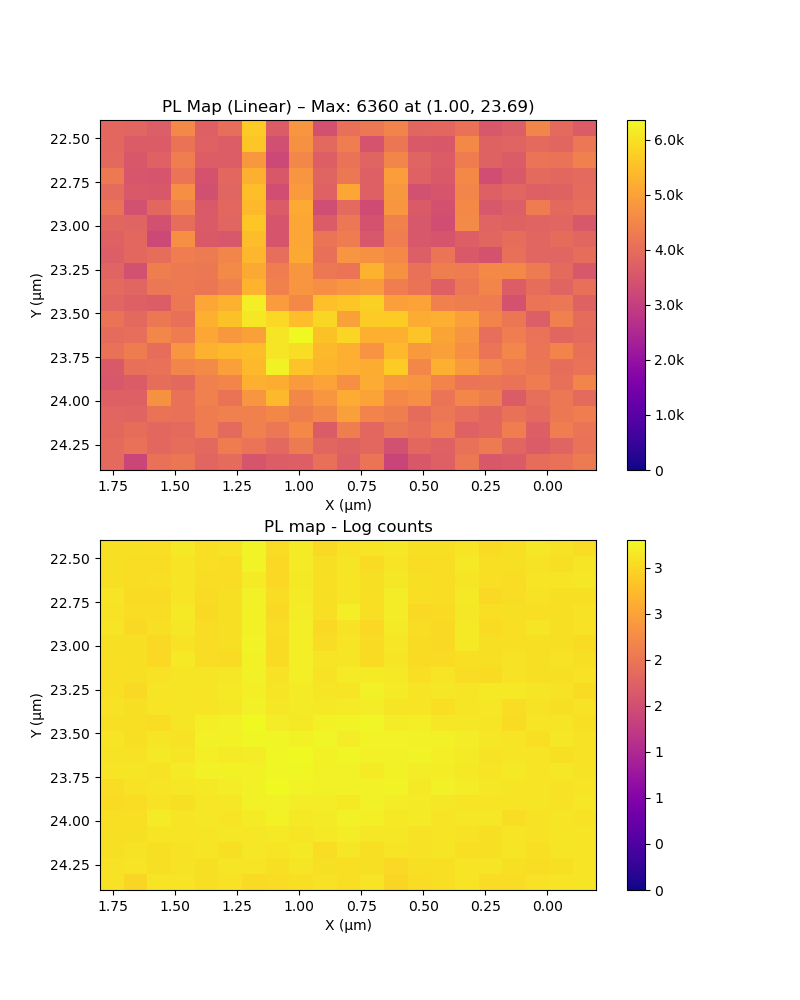 PL Map (Linear) – Max: 6360 at (1.00, 23.69)
22.50
22.75
23.00
23.25
23.50
23.75
24.00
24.25
Y (μm)
1.75 1.50 1.25 1.00 0.75 0.50 0.25 0.00
X (μm)
6.0k
5.0k
4.0k
3.0k
2.0k
1.0k
0
PL map - Log counts
22.50
22.75
23.00
23.25
23.50
23.75
24.00
24.25
Y (μm)
1.75 1.50 1.25 1.00 0.75 0.50 0.25 0.00
X (μm)
3
3
2
2
1
1
0
0